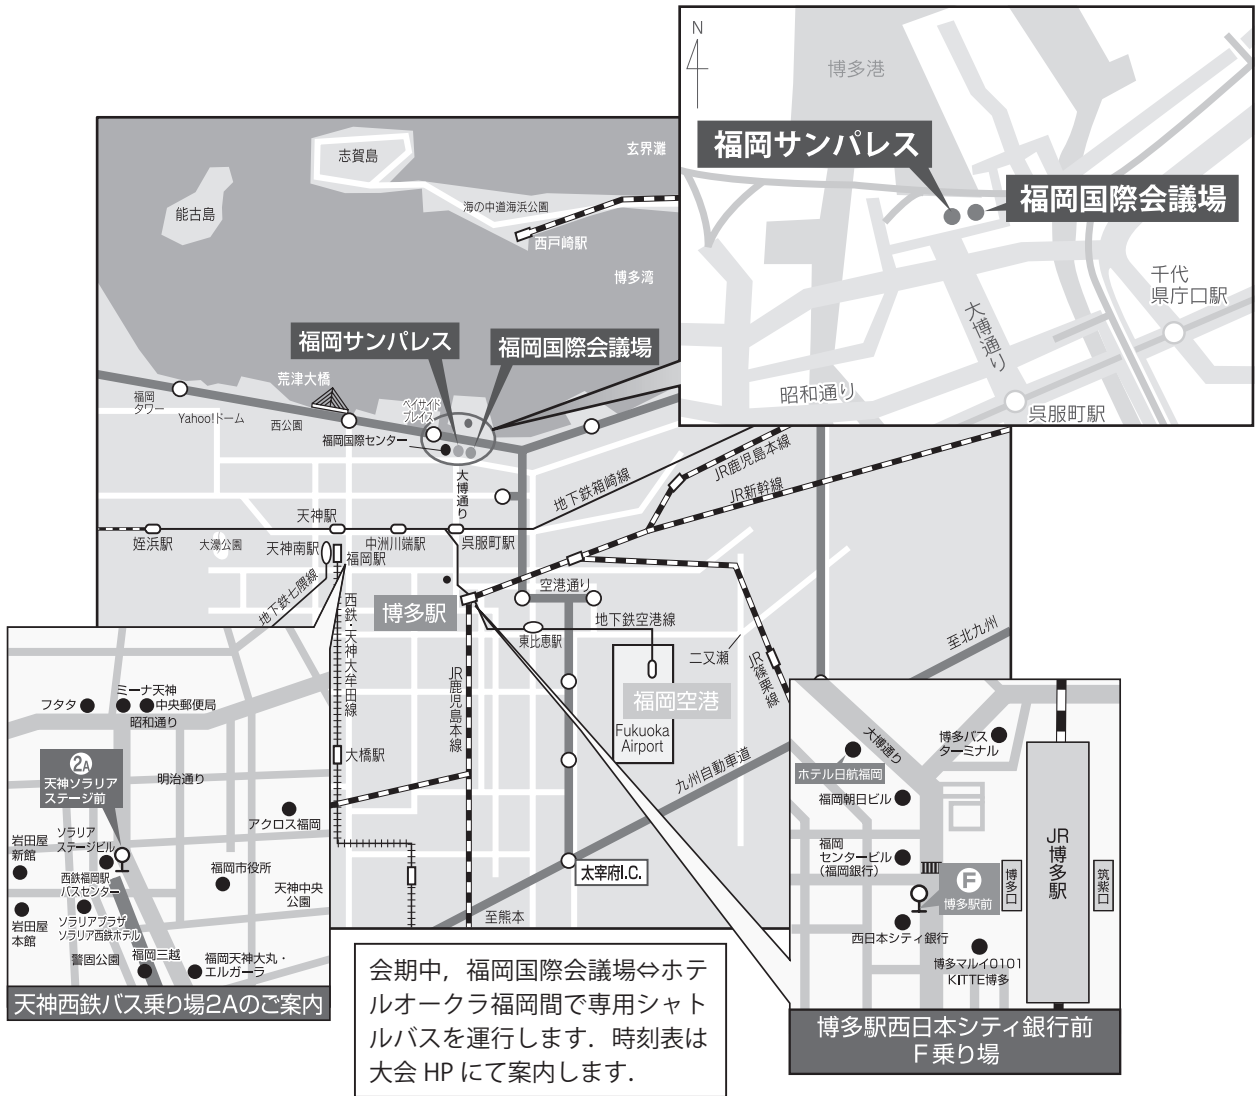 N
博多港
福岡サンパレス
福岡国際会議場
千代
県庁口駅
大博通り
昭和通り
呉服町駅
志賀島
玄界灘
能古島
海の中道海浜公園
西戸崎駅
博多湾
福岡サンパレス
福岡国際会議場
荒津大橋
福岡
タワー
Yahoo!ドーム
西公園
ベイサイド
プレイス
福岡国際センター
大博通り
地下鉄箱崎線
JR鹿児島本線
JR新幹線
天神駅
姪浜駅
大濠公園
天神南駅
福岡駅
中洲川端駅
呉服町駅
地下鉄七隈線
西鉄・天神大牟田線
博多駅
空港通り
地下鉄空港線
東比恵駅
二又瀬
JR篠栗線
至北九州
JR鹿児島本線
福岡空港
Fukuoka
Airport
大橋駅
九州自動車道
太宰府I.C.
至熊本
フタタ
ミーナ天神
中央郵便局
昭和通り
2A
天神ソラリア
ステージ前
明治通り
アクロス福岡
岩田屋
新館
ソラリア
ステージビル
西鉄福岡駅
バスセンター
福岡市役所
天神中央
公園
岩田屋
本館
ソラリアプラザ
ソラリア西鉄ホテル
警固公園
福岡三越
福岡天神大丸・
エルガーラ
天神西鉄バス乗り場2Aのご案内
会期中，福岡国際会議場⇔ホテ
ルオークラ福岡間で専用シャト
ルバスを運行します．時刻表は
大会 HP にて案内します．
大博通り
博多バス
ターミナル
ホテル日航福岡
福岡朝日ビル
福岡
センタービル
(福岡銀行)
F
博多駅前
博多口
JR博多駅
筑紫口
西日本シティ銀行
博多マルイ0101
KITTE博多
博多駅西日本シティ銀行前
F乗り場